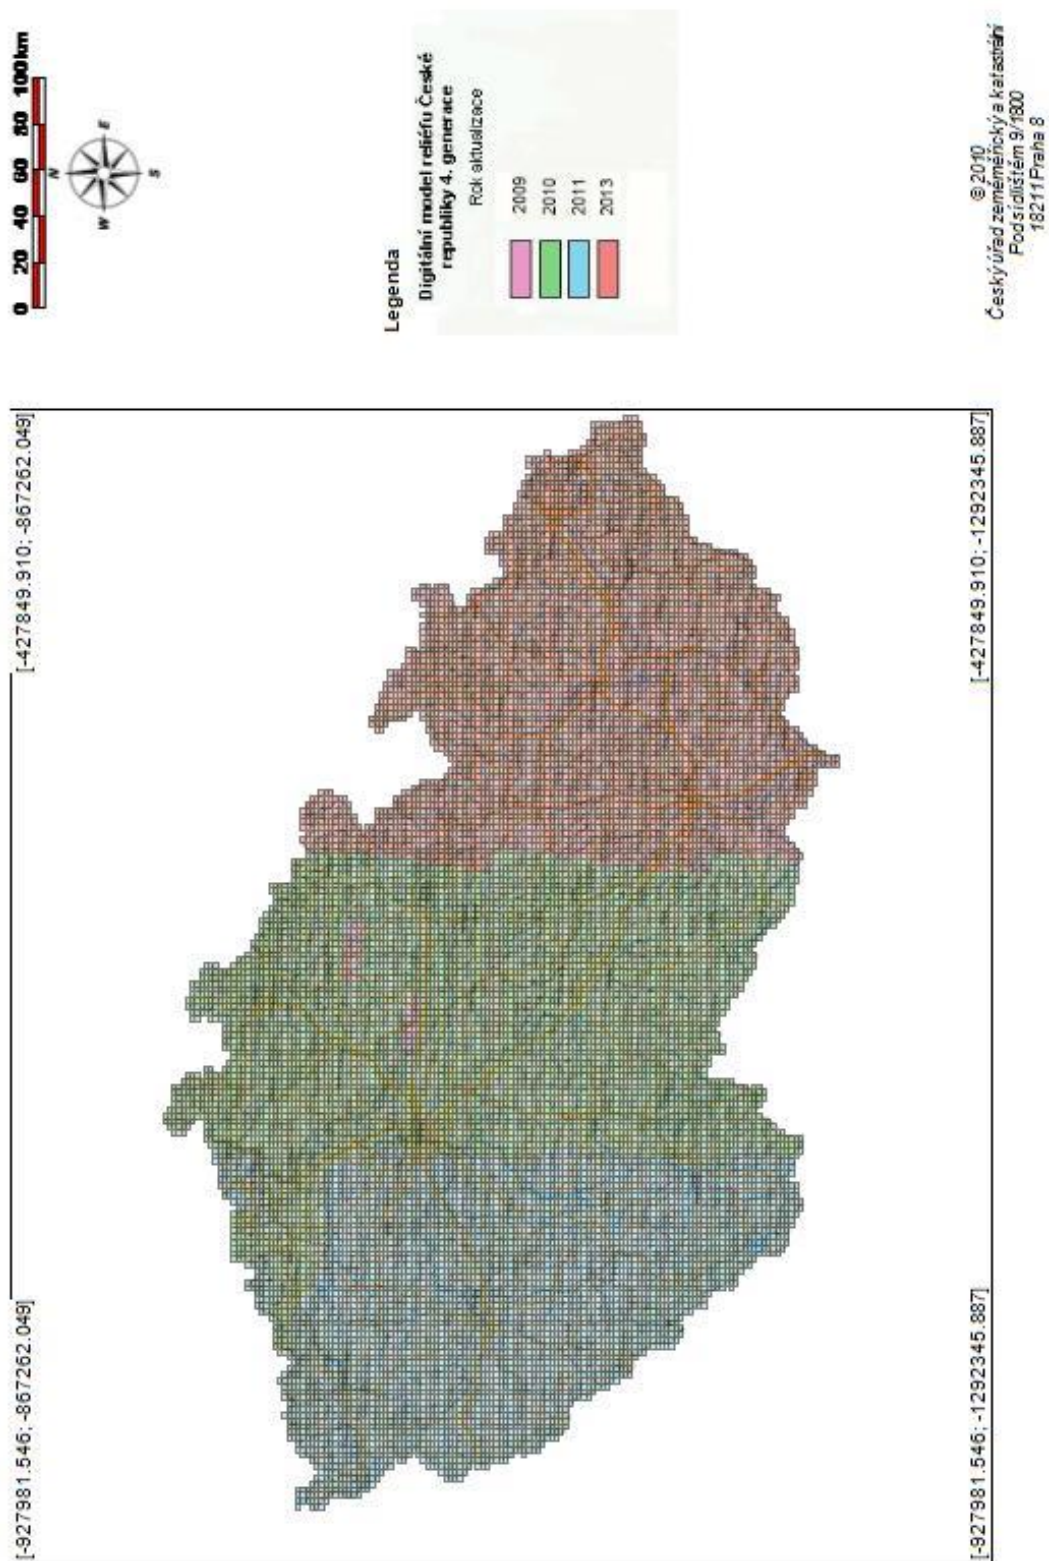 [-927981.546; -867262.049]
[-427849.910; -867262.049]
[-927981.546; -1292345.887]
[-427849.910; -1292345.887]
0 20 40 60 80 100km
N
W
E
S
Legenda
Digitální model reliéfu České
republiky 4. generace
Rok aktualizace
2009
2010
2011
2013
© 2010
Český úřad zeměměřický a katastrální
Pod sídlištěm 9/1800
18211 Praha 8